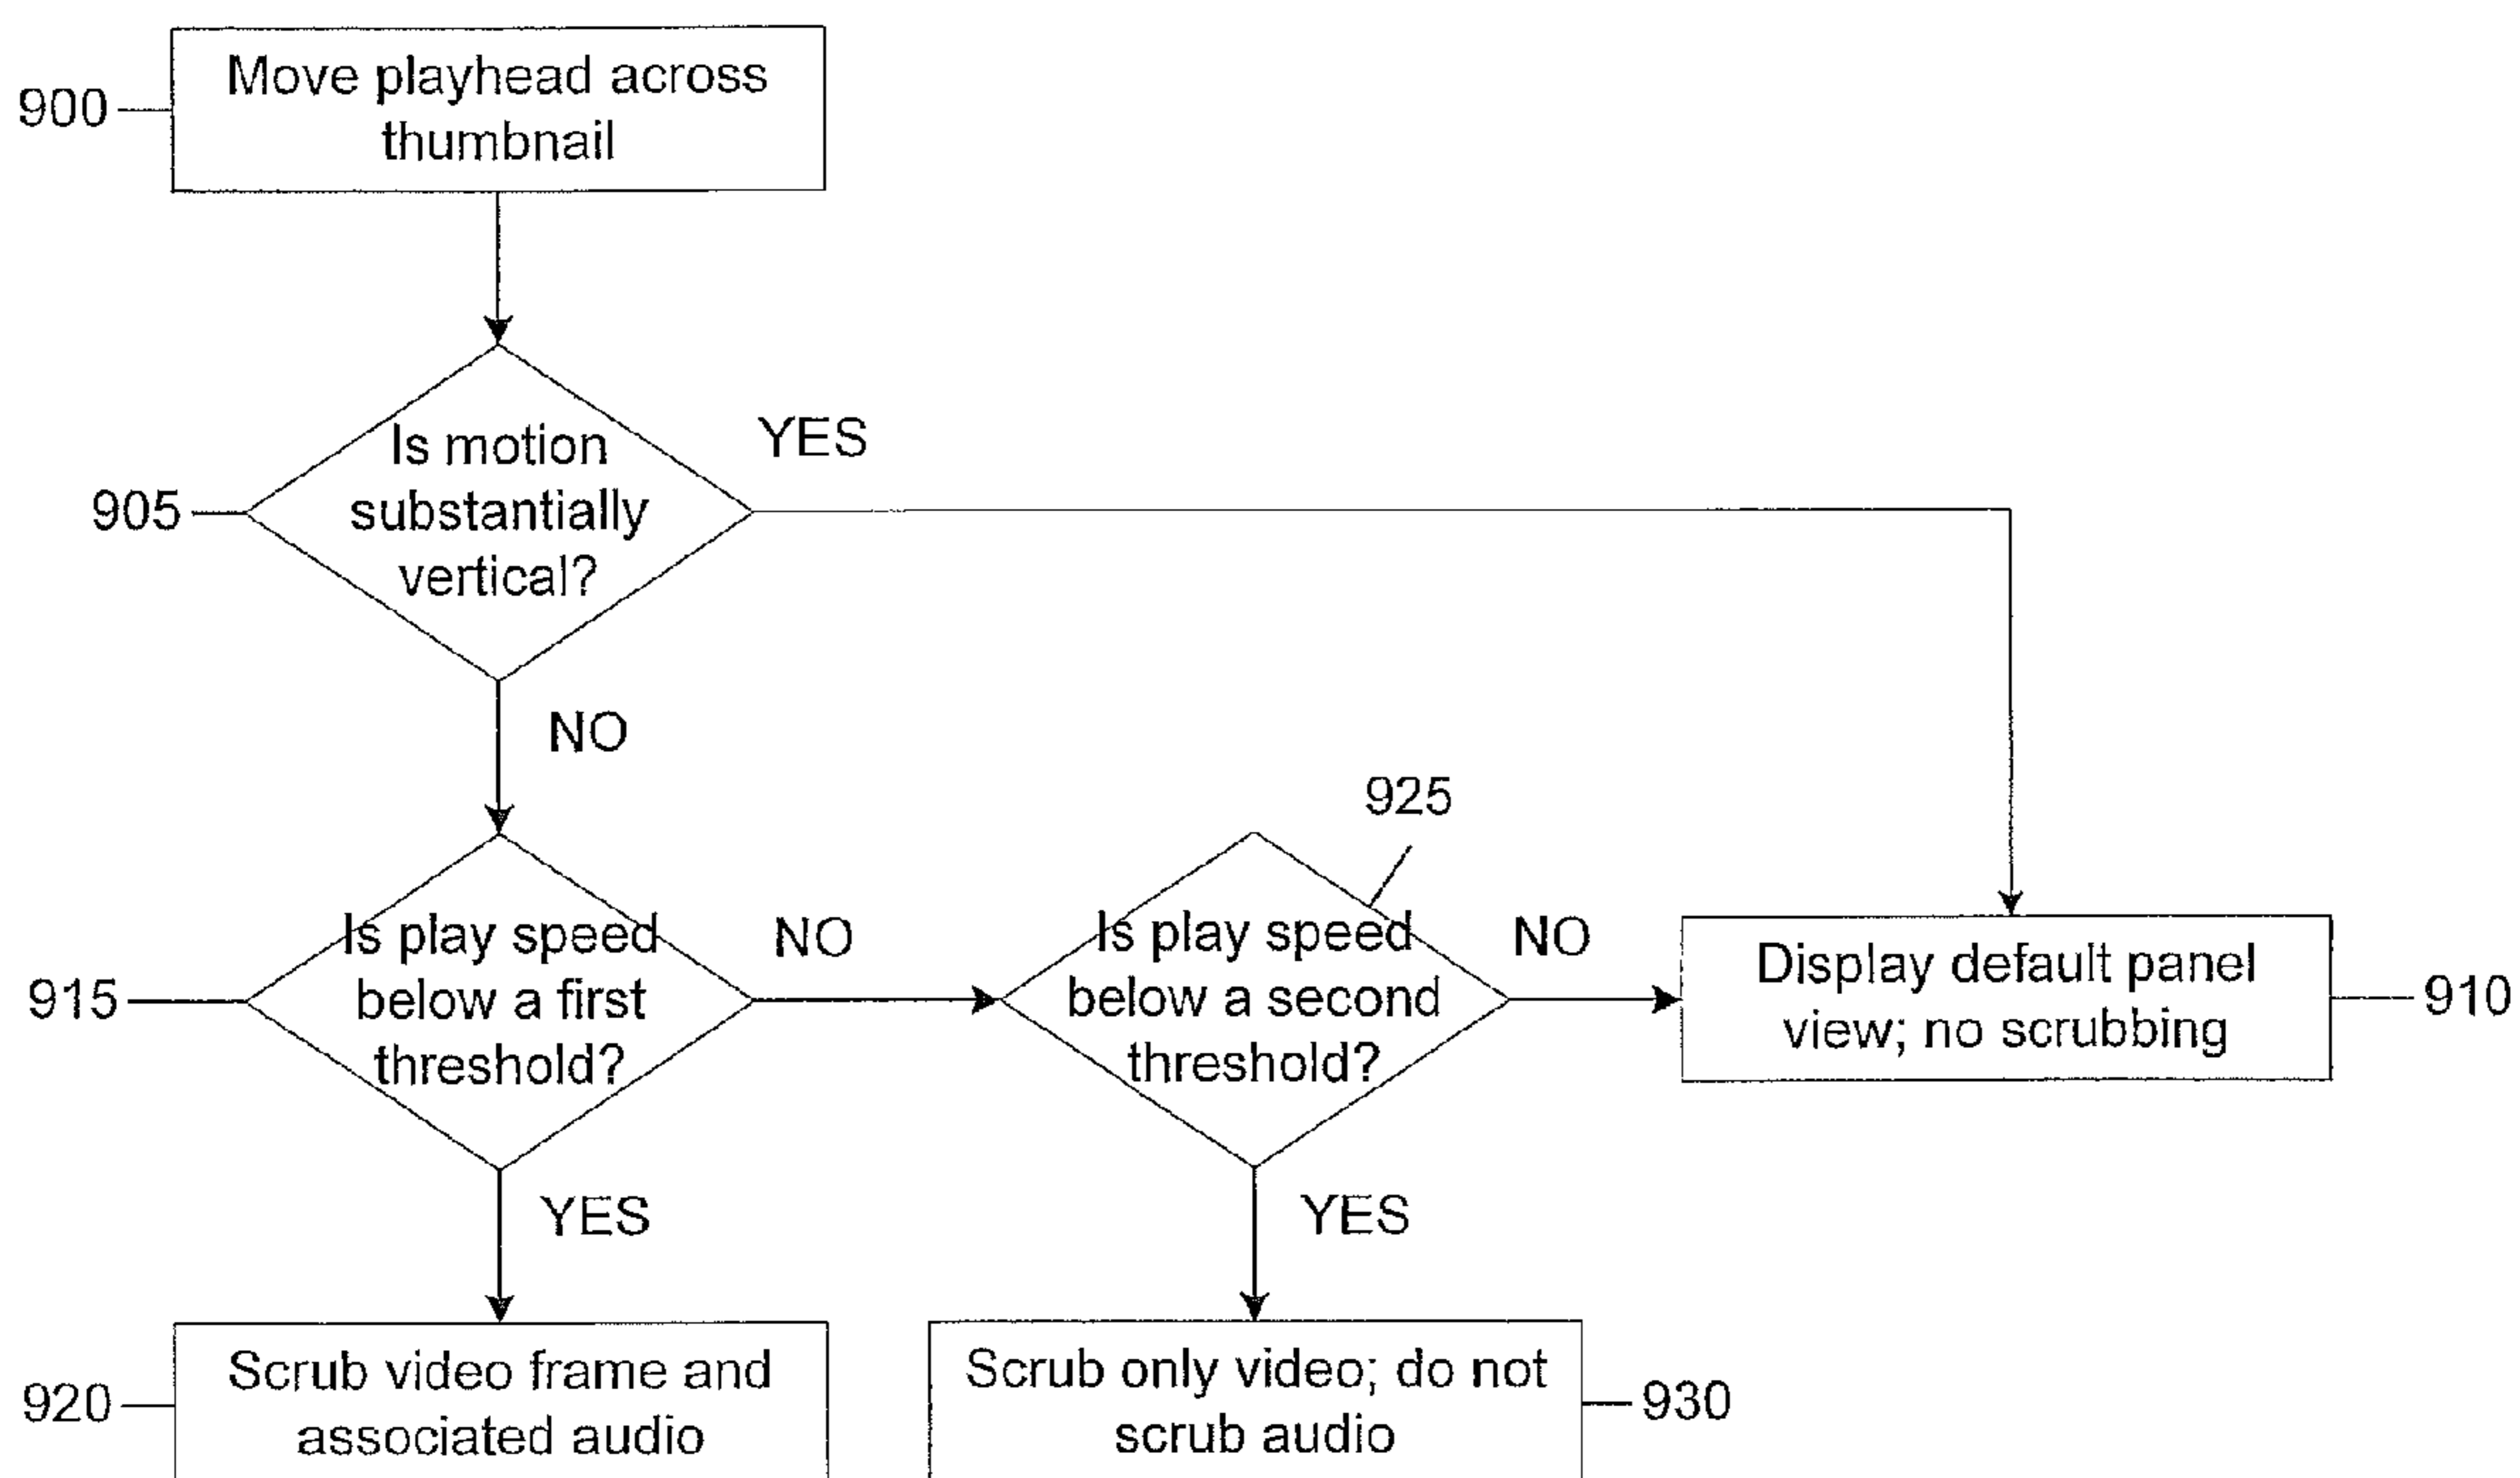 900
Move playhead across
thumbnail
905
Is motion
substantially
vertical?
YES
NO
915
Is play speed
below a first
threshold?
NO
925
Is play speed
below a second
threshold?
NO
Display default panel
view; no scrubbing
910
YES
YES
920
Scrub video frame and
associated audio
Scrub only video; do not
scrub audio
930